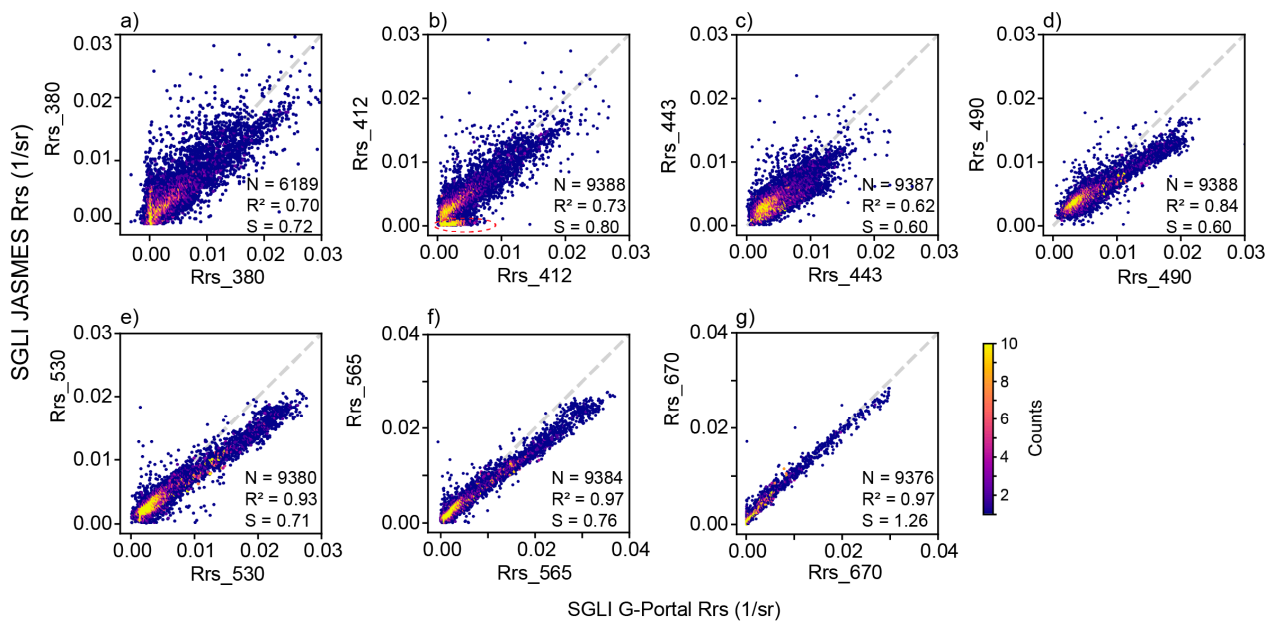 a)
b)
c)
d)
0.03 0.03 0.03 0.03
SGLI JASMES Rrs (1/sr)
Rrs_380
Rrs_412
Rrs_443
Rrs_490
0.02 0.02 0.02 0.02
0.01 0.01 0.01 0.01
0.00 0.00 0.00 0.00
N = 6189
R² = 0.70
S = 0.72
N = 9388
R² = 0.73
S = 0.80
N = 9387
R² = 0.62
S = 0.60
N = 9388
R² = 0.84
S = 0.60
0.00 0.01 0.02 0.03
0.00 0.01 0.02 0.03
0.00 0.01 0.02 0.03
0.00 0.01 0.02 0.03
Rrs_380
Rrs_412
Rrs_443
Rrs_490
e)
f)
g)
0.03 0.04 0.04
Rrs_530
Rrs_565
Rrs_670
0.02 0.02 0.02
0.01
0.00 0.00 0.00
N = 9380
R² = 0.93
S = 0.71
N = 9384
R² = 0.97
S = 0.76
N = 9376
R² = 0.97
S = 1.26
0.00 0.01 0.02 0.03
0.00 0.02 0.04
0.00 0.02 0.04
Rrs_530
Rrs_565
Rrs_670
10
8
6
4
2
Counts
SGLI G-Portal Rrs (1/sr)